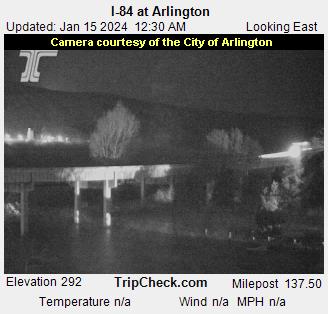 I-84 at Arlington
Updated: Jan 15 2024 12:30 AM Looking East
Camera courtesy of the City of Arlington
Elevation 292 TripCheck.com Milepost 137.50
Temperature n/a Wind n/a MPH n/a